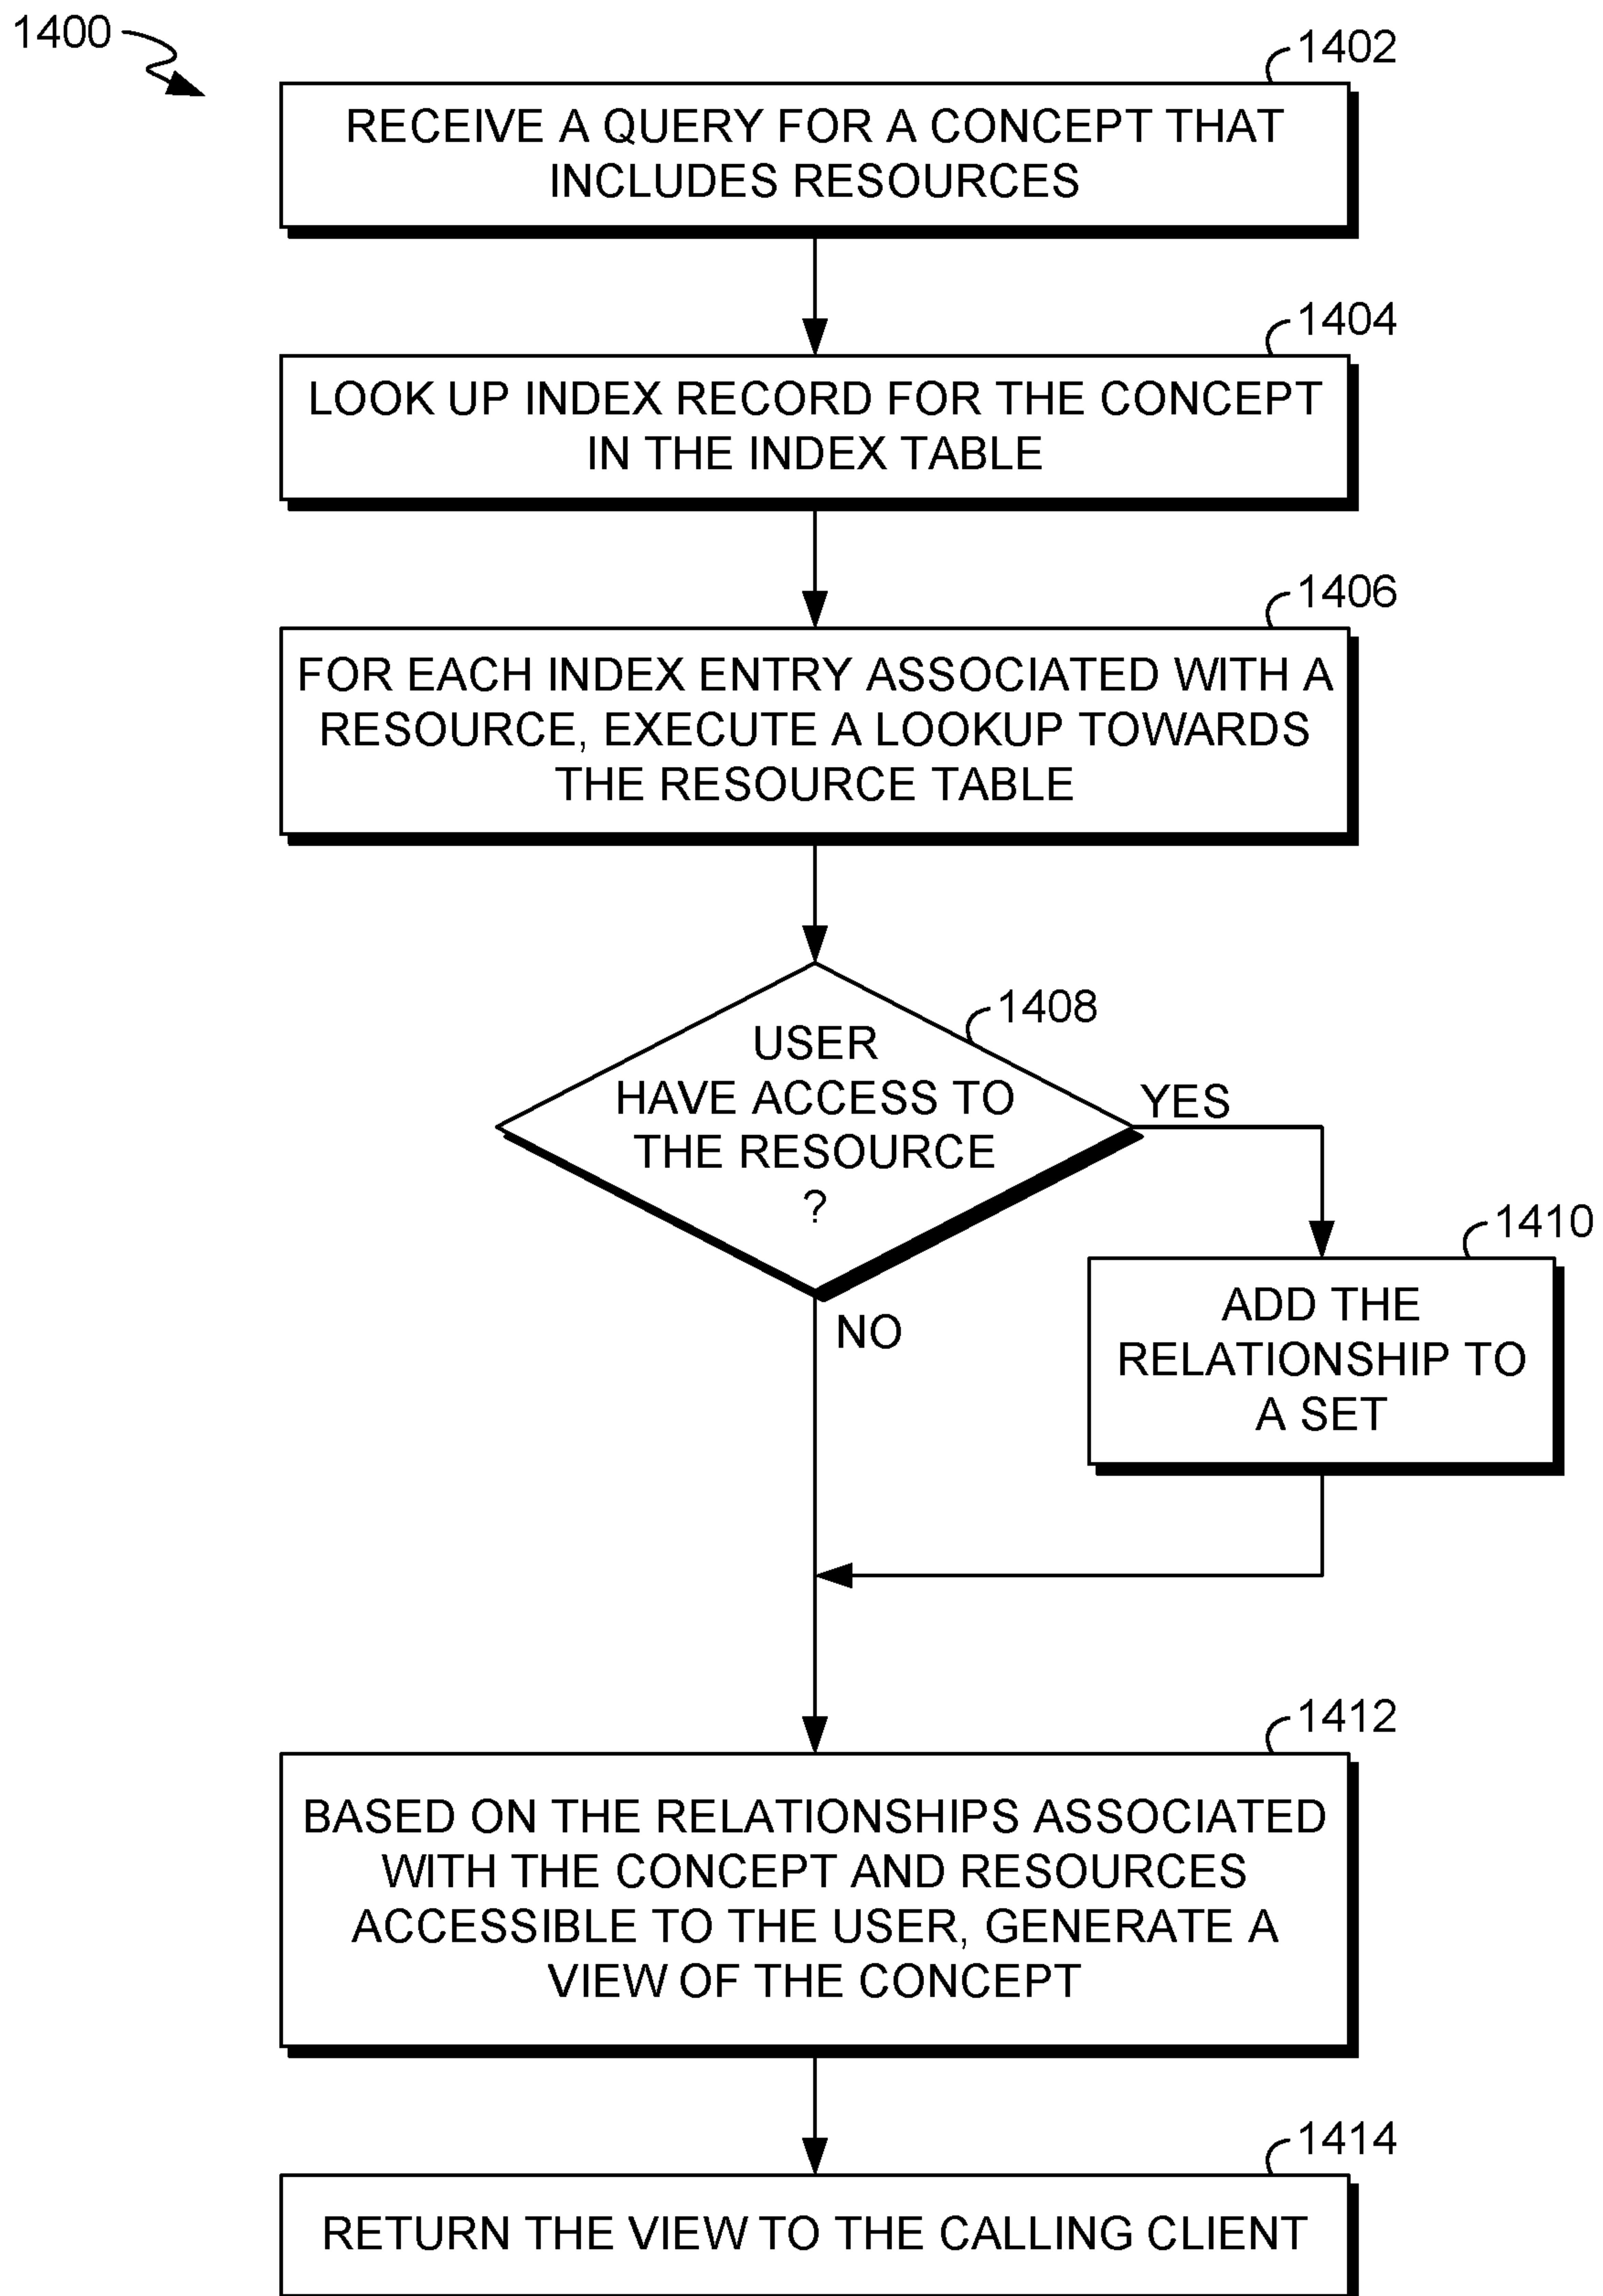 1400
1402
RECEIVE A QUERY FOR A CONCEPT THAT
INCLUDES RESOURCES
1404
LOOK UP INDEX RECORD FOR THE CONCEPT
IN THE INDEX TABLE
1406
FOR EACH INDEX ENTRY ASSOCIATED WITH A
RESOURCE, EXECUTE A LOOKUP TOWARDS
THE RESOURCE TABLE
1408
USER
HAVE ACCESS TO
THE RESOURCE
?
YES
NO
1410
ADD THE
RELATIONSHIP TO
A SET
1412
BASED ON THE RELATIONSHIPS ASSOCIATED
WITH THE CONCEPT AND RESOURCES
ACCESSIBLE TO THE USER, GENERATE A
VIEW OF THE CONCEPT
1414
RETURN THE VIEW TO THE CALLING CLIENT